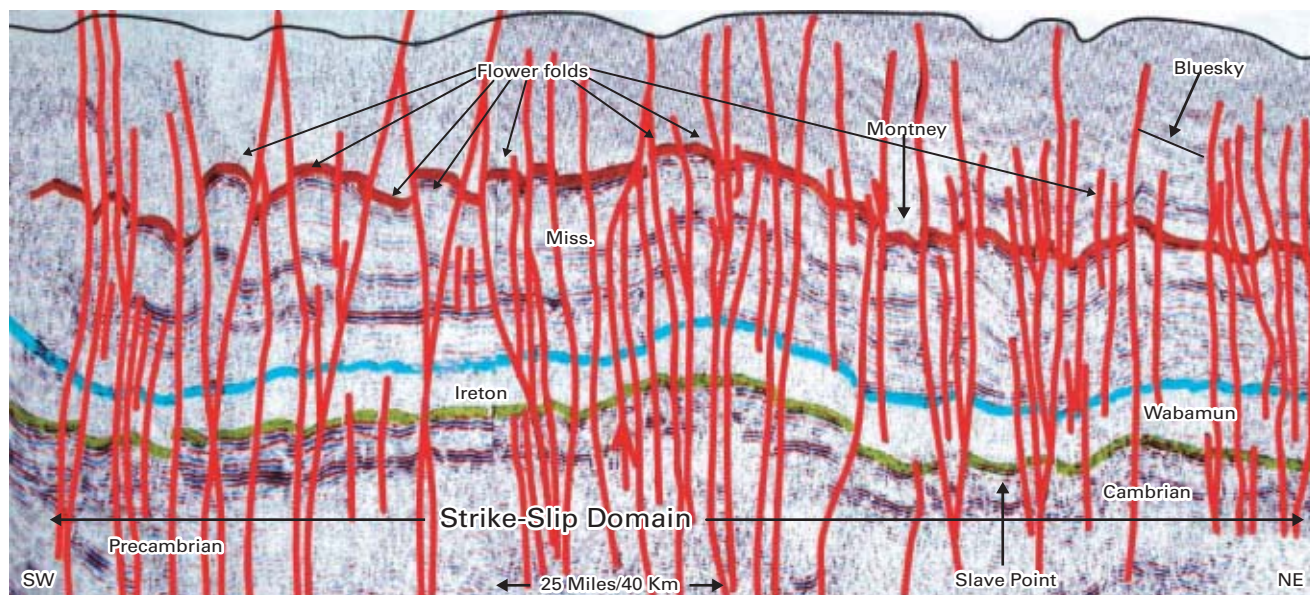 Flower folds
Bluesky
Montney
Miss.
Ireton
Wabamun
Cambrian
Strike-Slip Domain
Precambrian
SW
25 Miles/40 Km
Slave Point
NE